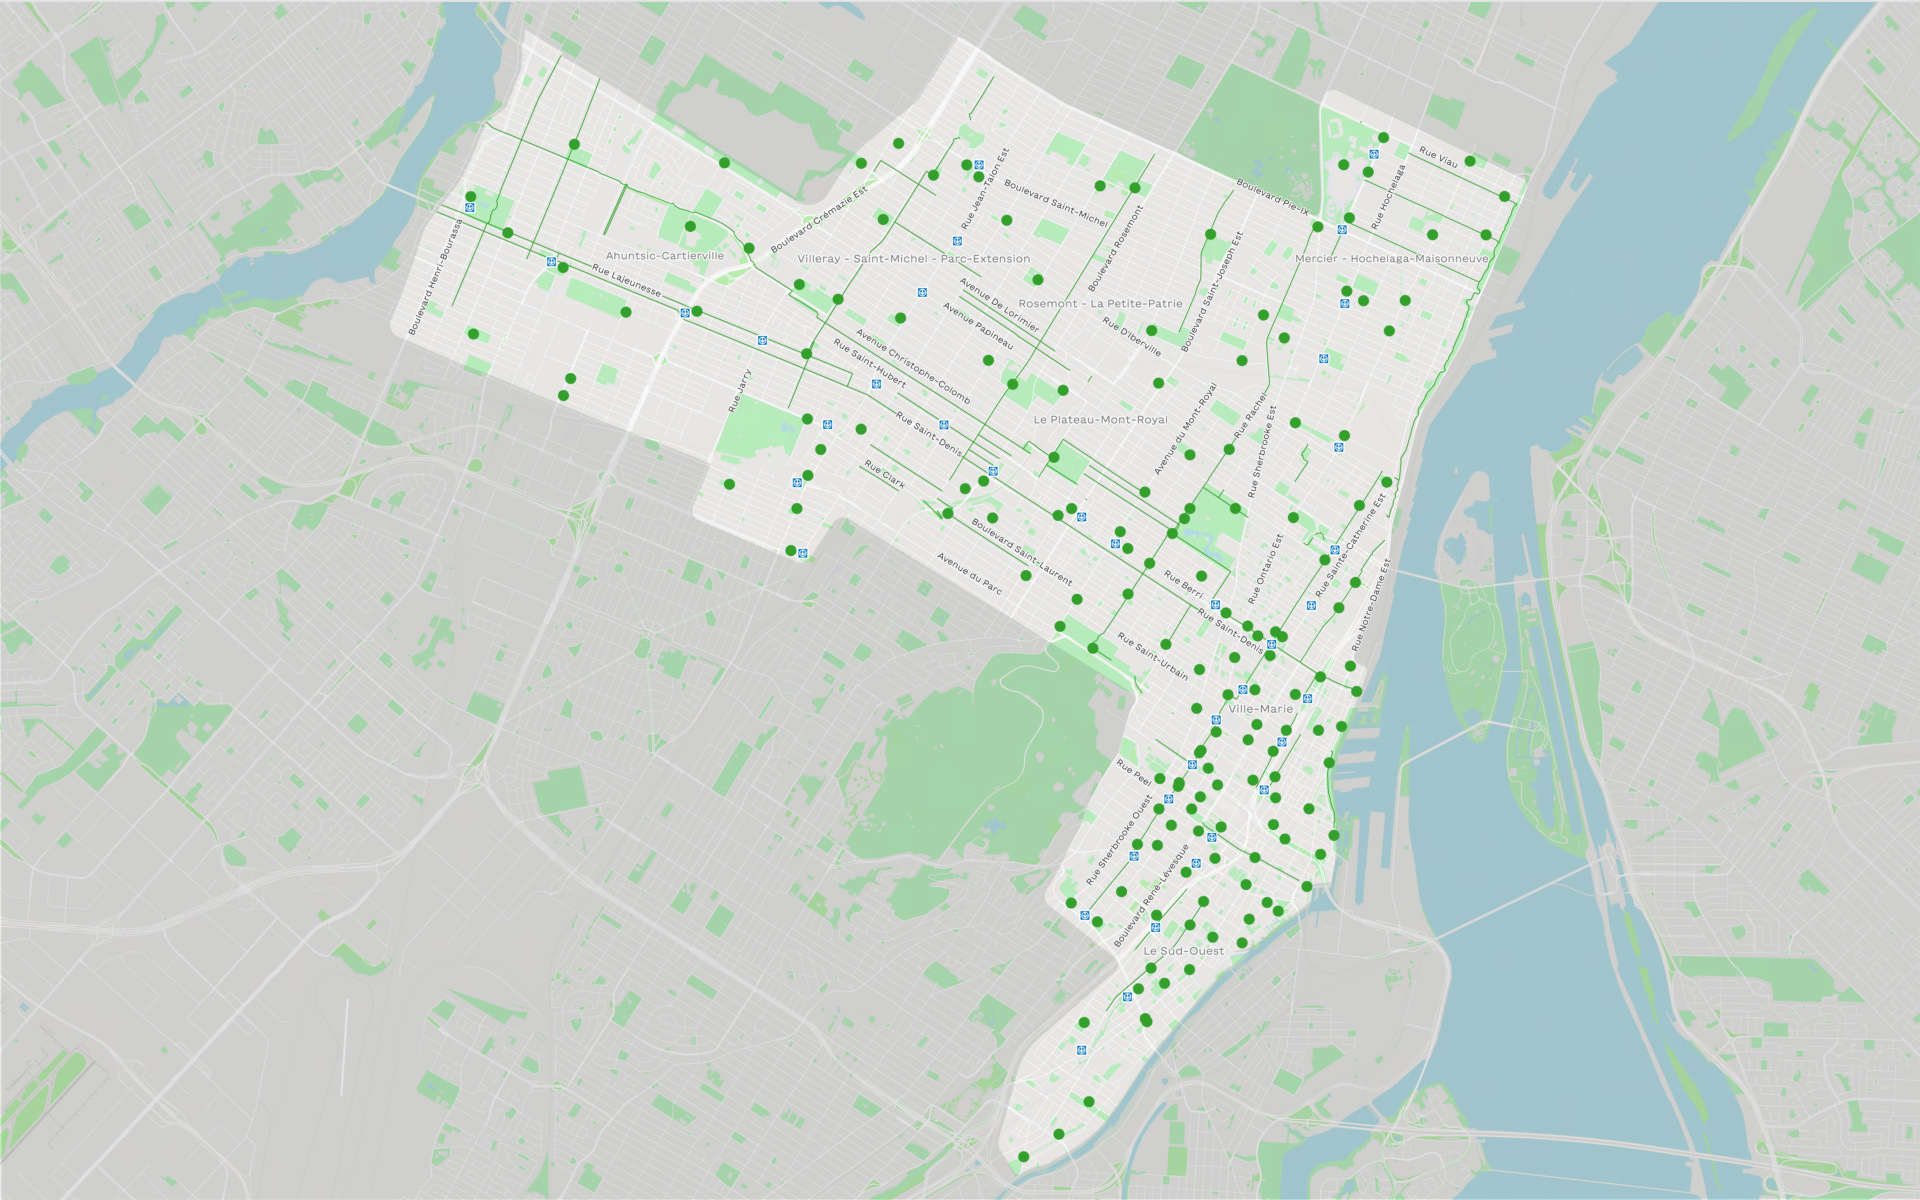 Rue Viau
Boulevard Pie-IX
Rue Hochelaga
Rue Jean-Talon Est
Boulevard Saint-Michel
Boulevard Crémazie Est
Boulevard Rosemont
Boulevard Saint-Joseph Est
Boulevard Henri-Bourassa
Ahuntsic-Cartierville
Villeray - Saint-Michel - Parc-Extension
Mercier - Hochelaga-Maisonneuve
Rue Lajeunesse
Avenue De Lorimier
Rosemont - La Petite-Patrie
Avenue Papineau
Rue D'Iberville
Avenue Christophe-Colomb
Rue Saint-Hubert
Rue Jarry
Le Plateau-Mont-Royal
Avenue du Mont-Royal
Rue Rachel
Rue Sherbrooke Est
Rue Saint-Denis
Rue Clark
Boulevard Saint-Laurent
Avenue du Parc
Rue Sainte-Catherine Est
Rue Ontario Est
Rue Notre-Dame Est
Rue Berri
Rue Saint-Denis
Rue Saint-Urbain
Ville-Marie
Rue Peel
Rue Sherbrooke Ouest
Boulevard René-Lévesque
Le Sud-Ouest